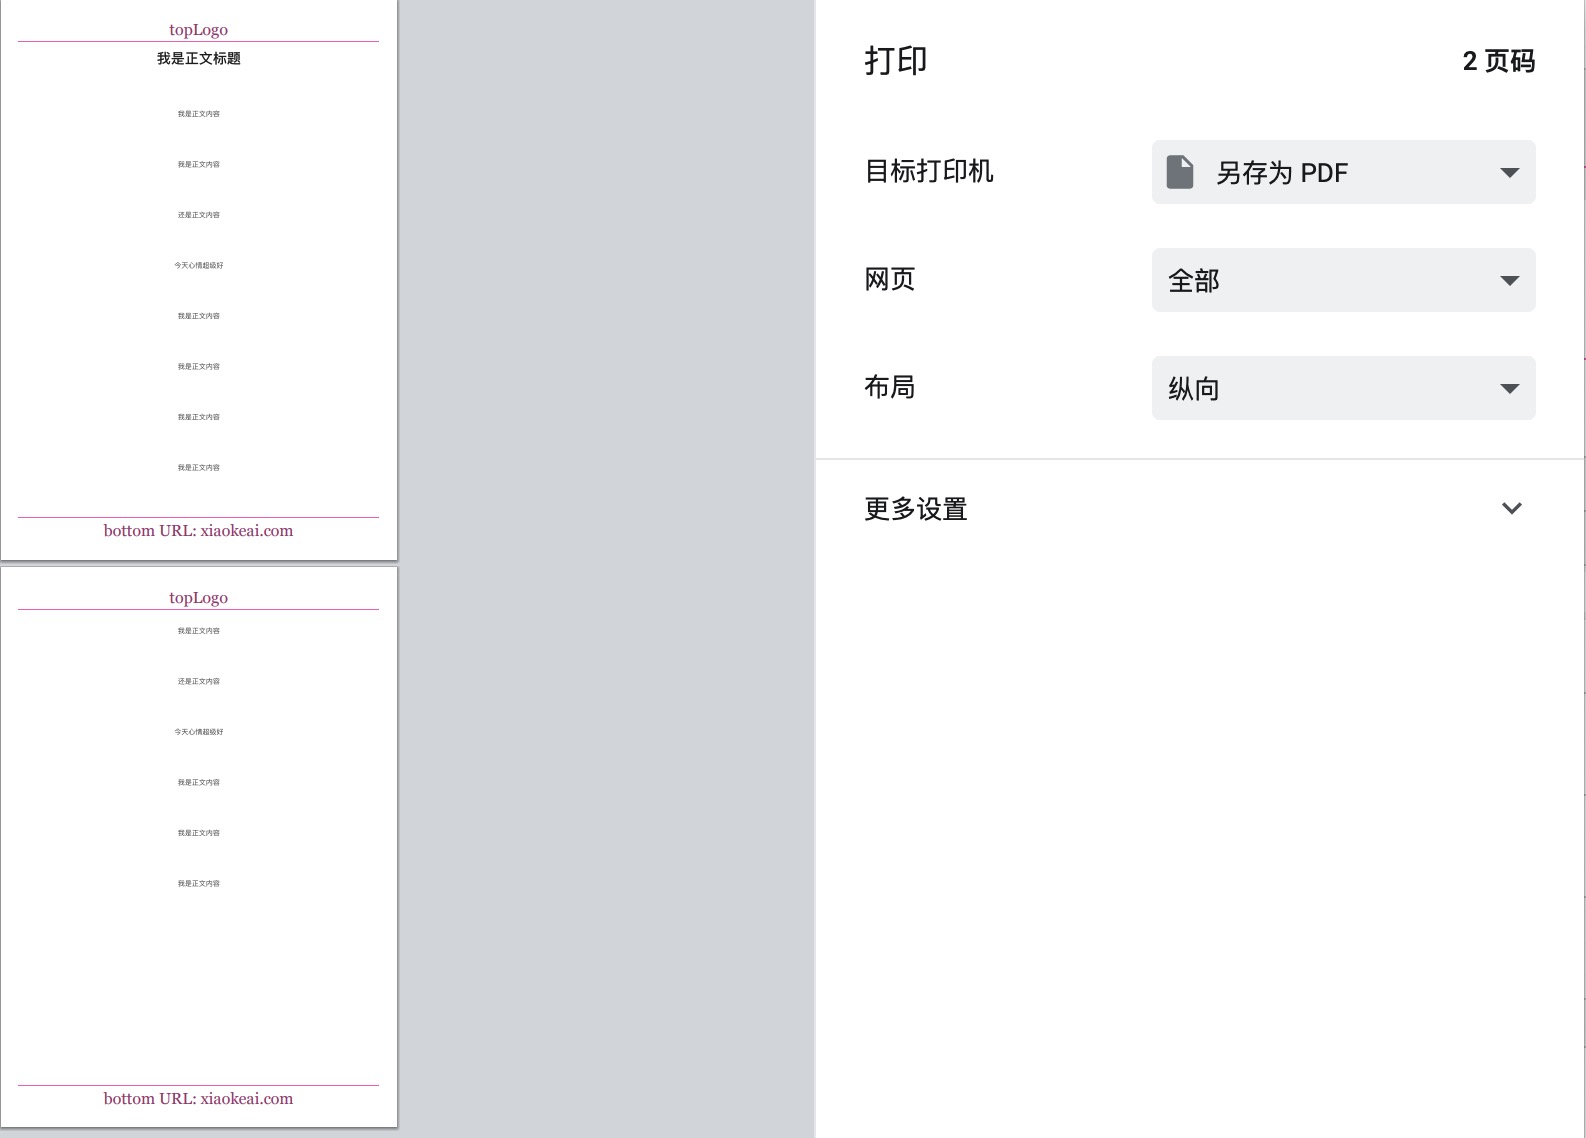 topLogo
我是正文标题
我是正文内容
我是正文内容
还是正文内容
今天心情超级好
我是正文内容
我是正文内容
我是正文内容
我是正文内容
bottom URL: xiaokeai.com
topLogo
我是正文内容
还是正文内容
今天心情超级好
我是正文内容
我是正文内容
我是正文内容
bottom URL: xiaokeai.com
打印
2 页码
目标打印机
另存为 PDF
网页
全部
布局
纵向
更多设置